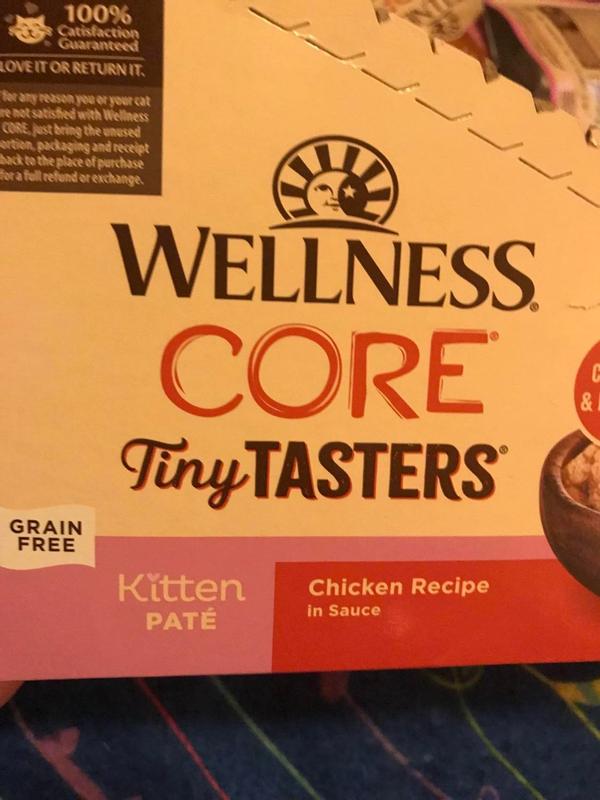 100%
Catisfaction
Guaranteed
LOVE IT OR RETURN IT.
for any reason you or your cat
are not satisfied with Wellness
CORE, just bring the unused
portion, packaging and receipt
back to the place of purchase
for a full refund or exchange.
WELLNESS®
CORE®
Tiny TASTERS®
GRAIN
FREE
Kitten
PATÉ
Chicken Recipe
in Sauce
C
&